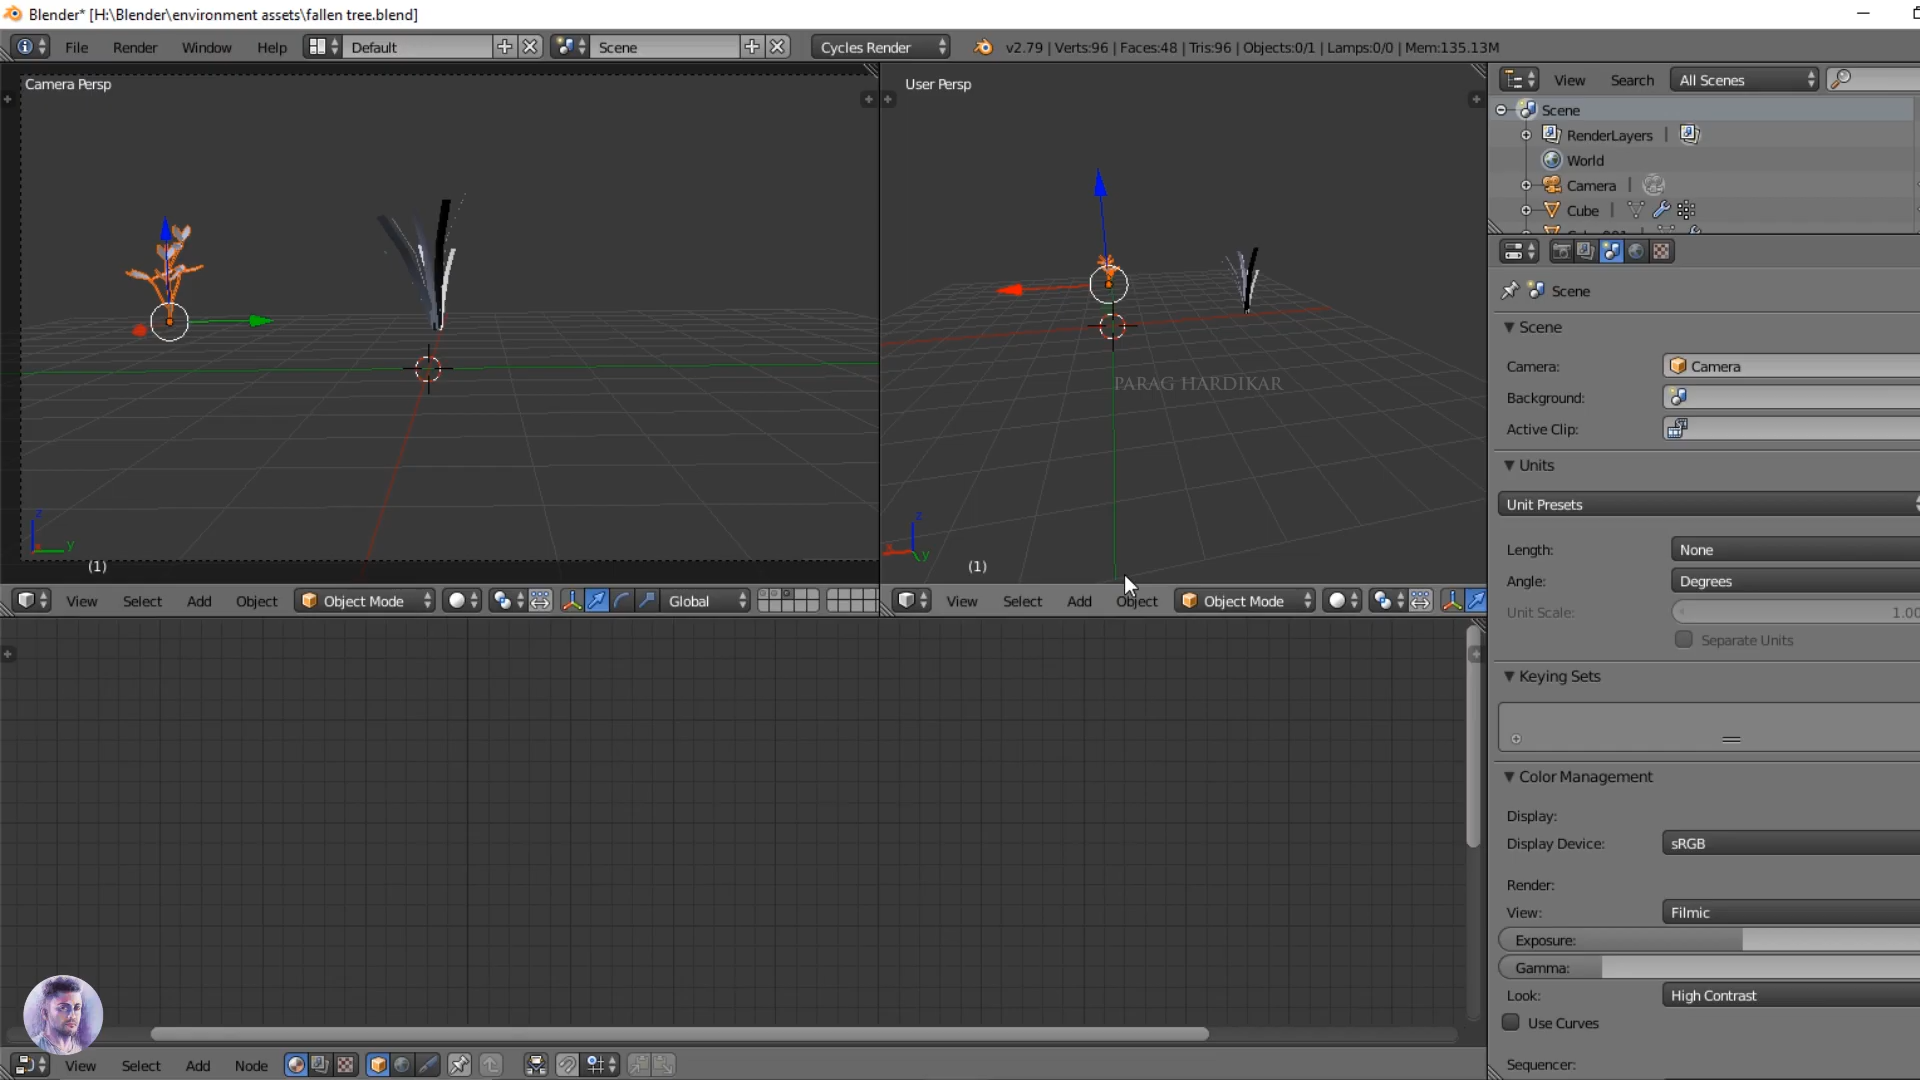 Blender* [H:\Blender\environment assets\fallen tree.blend]
File Render Window Help Default Scene Cycles Render v2.79 | Verts:96 | Faces:48 | Tris:96 | Objects:0/1 | Lamps:0/0 | Mem:135.13M
Camera Persp
User Persp
View Search All Scenes
Scene
RenderLayers
World
Camera
Cube
Scene
Scene
Camera: Camera
Background:
Active Clip:
Units
Unit Presets
Length: None
Angle: Degrees
Unit Scale: 1.00
Separate Units
Keying Sets
Color Management
Display:
Display Device: sRGB
Render:
View: Filmic
Exposure:
Gamma:
Look: High Contrast
Use Curves
Sequencer:
PARAG HARDIKAR
z
y
(1)
z
x
y
(1)
View Select Add Object Object Mode Global
View Select Add Object Object Mode
View Select Add Node